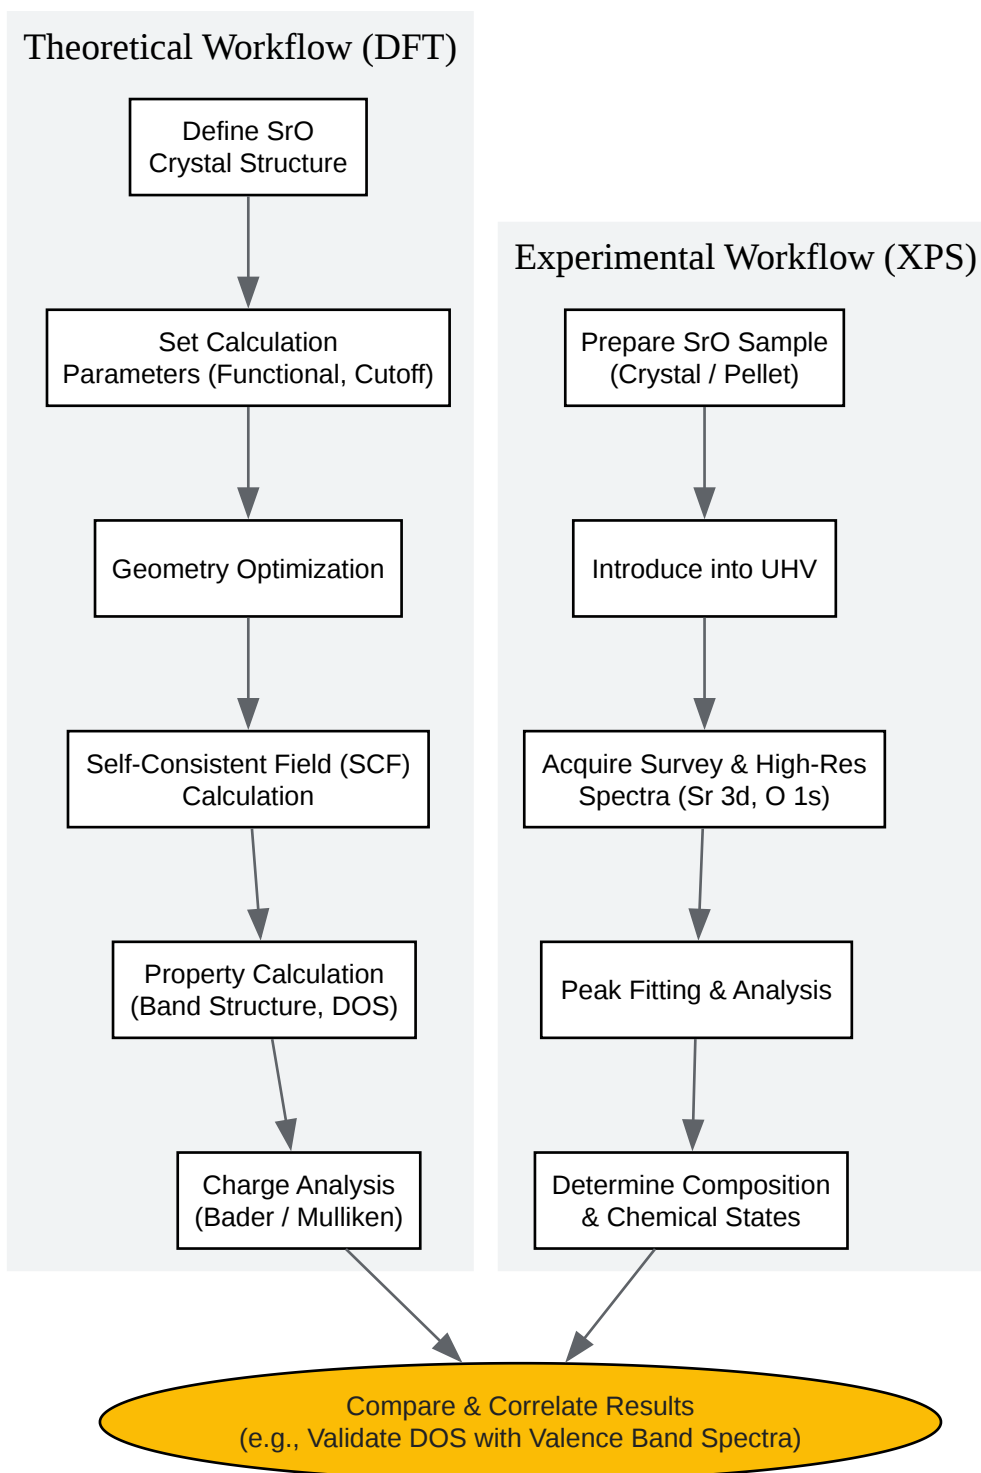 Theoretical Workflow (DFT)
Define SrO
Crystal Structure
Set Calculation
Parameters (Functional, Cutoff)
Geometry Optimization
Self-Consistent Field (SCF)
Calculation
Property Calculation
(Band Structure, DOS)
Charge Analysis
(Bader / Mulliken)
Experimental Workflow (XPS)
Prepare SrO Sample
(Crystal / Pellet)
Introduce into UHV
Acquire Survey & High-Res
Spectra (Sr 3d, O 1s)
Peak Fitting & Analysis
Determine Composition
& Chemical States
Compare & Correlate Results
(e.g., Validate DOS with Valence Band Spectra)